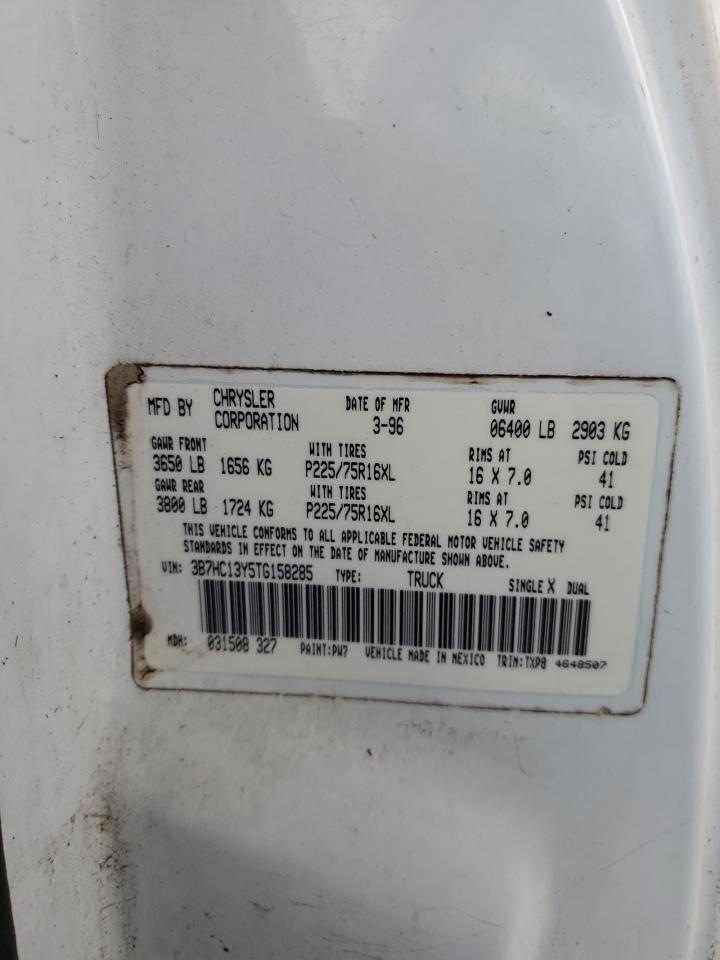 MFD BY CHRYSLER CORPORATION DATE OF MFR 3-96 GVWR 06400 LB 2903 KG
GAWR FRONT WITH TIRES RIMS AT PSI COLD
3650 LB 1656 KG P225/75R16XL 16 X 7.0 41
GAWR REAR WITH TIRES RIMS AT PSI COLD
3800 LB 1724 KG P225/75R16XL 16 X 7.0 41
THIS VEHICLE CONFORMS TO ALL APPLICABLE FEDERAL MOTOR VEHICLE SAFETY
STANDARDS IN EFFECT ON THE DATE OF MANUFACTURE SHOWN ABOVE.
VIN: 3B7HC13Y5TG158285 TYPE: TRUCK SINGLE X DUAL
MDH: 031508 327 PAINT:PW7 VEHICLE MADE IN MEXICO TRIM:TXP8 4648507